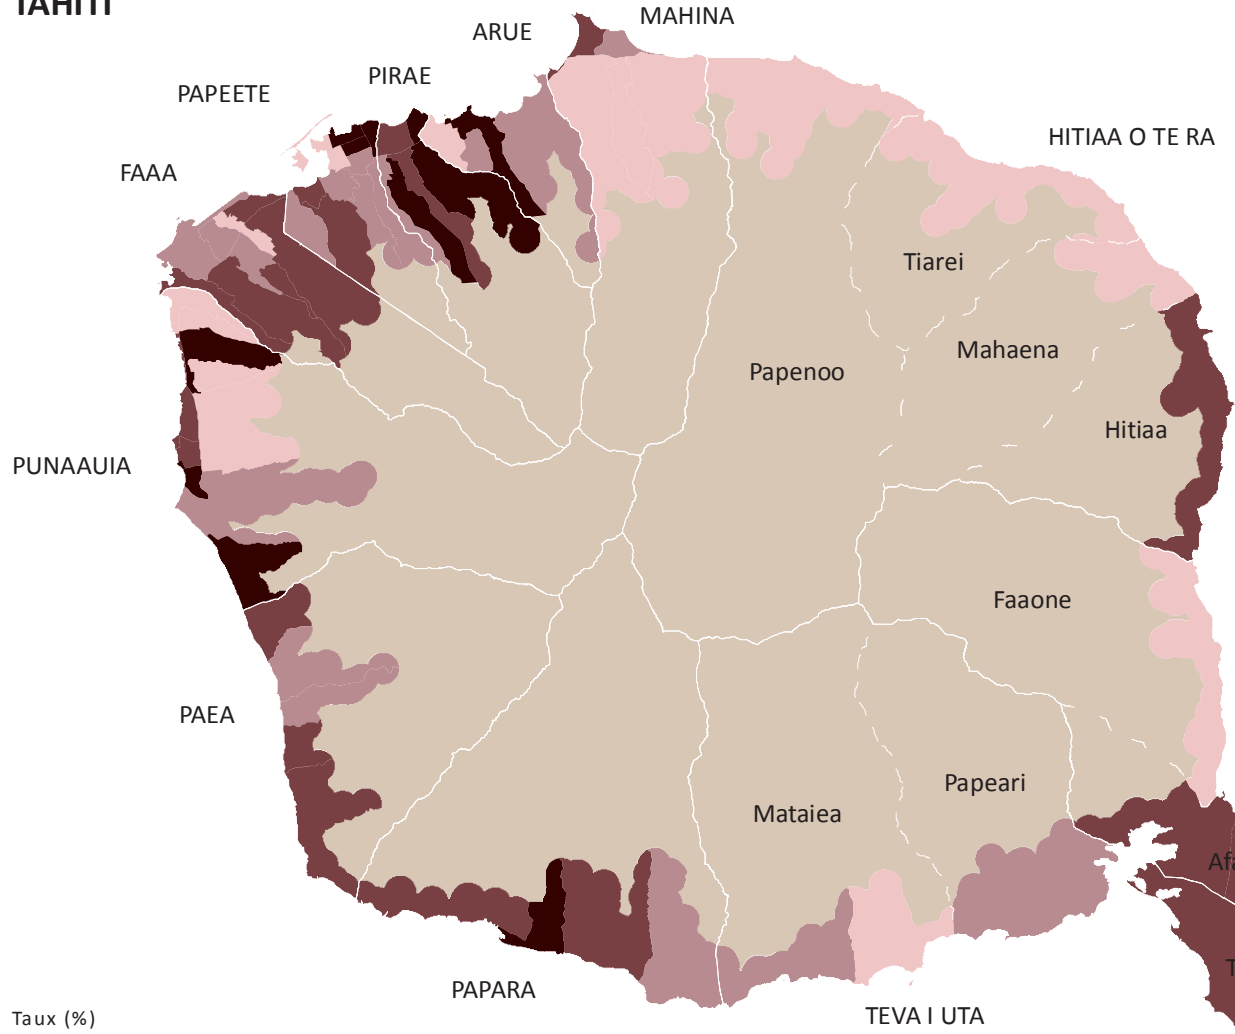 TAHITI
MAHINA
ARUE
PIRAE
PAPEETE
HITIAA O TE RA
FAAA
Tiarei
Mahaena
Papenoo
Hitiaa
PUNAAUIA
Faaone
PAEA
Papeari
Mataiea
Afa
T
PAPARA
TEVA I UTA
Taux (%)